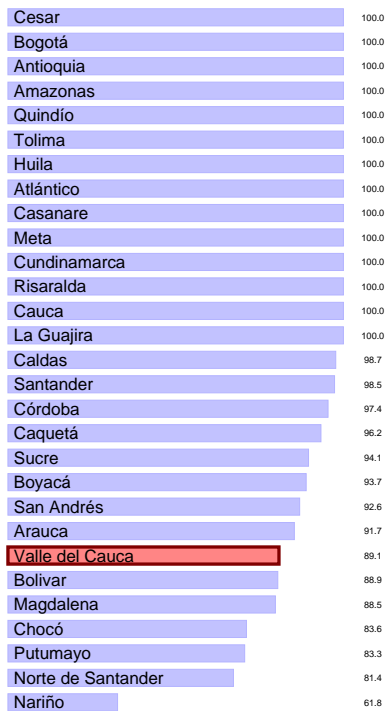 Cesar 100.0
Bogotá 100.0
Antioquia 100.0
Amazonas 100.0
Quindío 100.0
Tolima 100.0
Huila 100.0
Atlántico 100.0
Casanare 100.0
Meta 100.0
Cundinamarca 100.0
Risaralda 100.0
Cauca 100.0
La Guajira 100.0
Caldas 98.7
Santander 98.5
Córdoba 97.4
Caquetá 96.2
Sucre 94.1
Boyacá 93.7
San Andrés 92.6
Arauca 91.7
Valle del Cauca 89.1
Bolivar 88.9
Magdalena 88.5
Chocó 83.6
Putumayo 83.3
Norte de Santander 81.4
Nariño 61.8